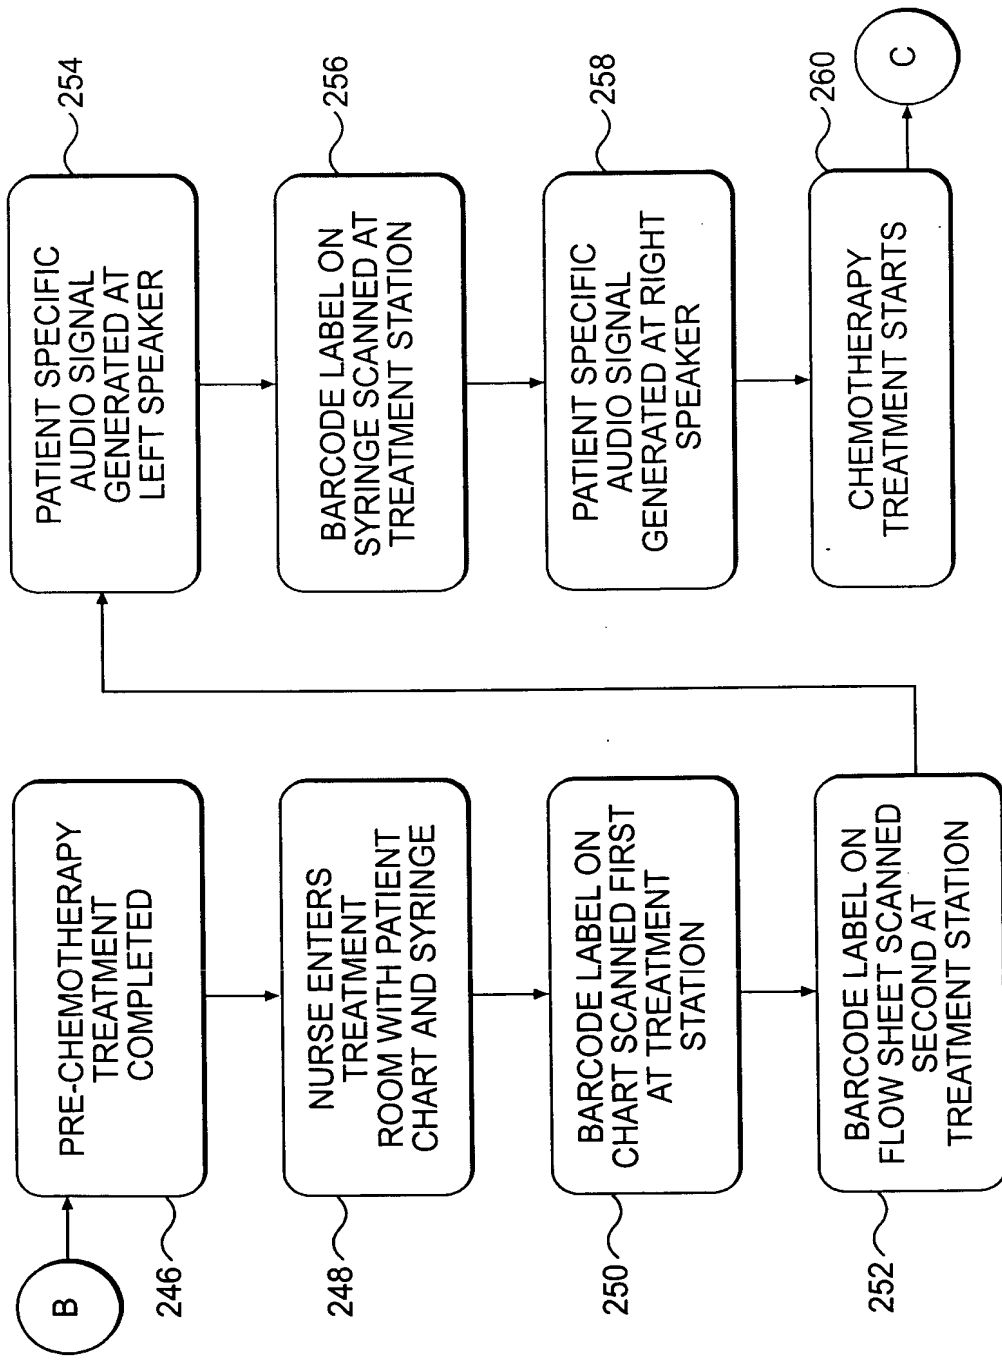 B
246
PRE-CHEMOTHERAPY
TREATMENT
COMPLETED
248
NURSE ENTERS
TREATMENT
ROOM WITH PATIENT
CHART AND SYRINGE
250
BARCODE LABEL ON
CHART SCANNED FIRST
AT TREATMENT
STATION
252
BARCODE LABEL ON
FLOW SHEET SCANNED
SECOND AT
TREATMENT STATION
254
PATIENT SPECIFIC
AUDIO SIGNAL
GENERATED AT
LEFT SPEAKER
256
BARCODE LABEL ON
SYRINGE SCANNED AT
TREATMENT STATION
258
PATIENT SPECIFIC
AUDIO SIGNAL
GENERATED AT RIGHT
SPEAKER
260
CHEMOTHERAPY
TREATMENT STARTS
C